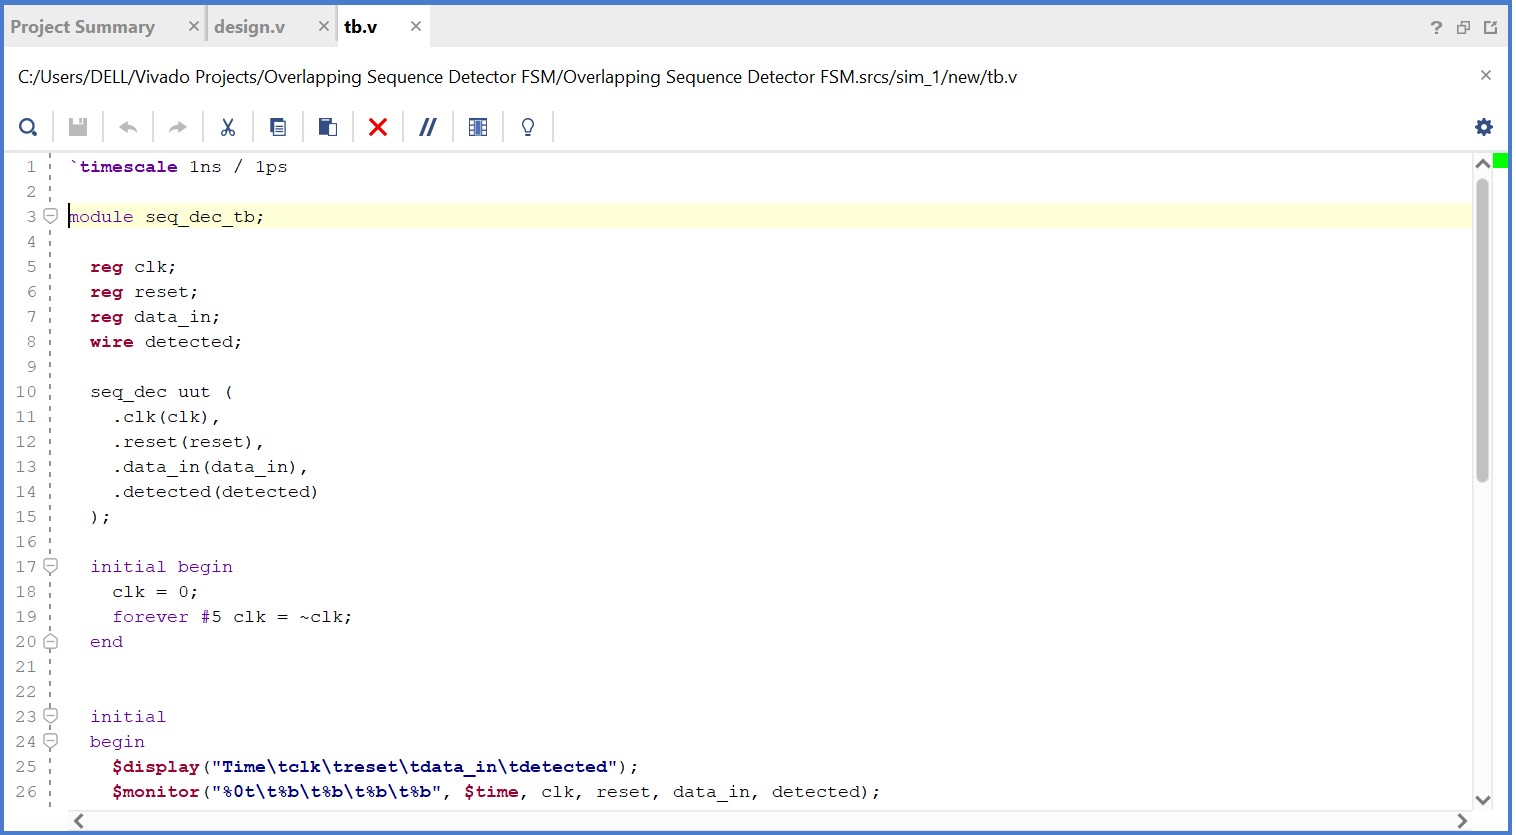 Project Summary × design.v × tb.v × ?
C:/Users/DELL/Vivado Projects/Overlapping Sequence Detector FSM/Overlapping Sequence Detector FSM.srcs/sim_1/new/tb.v ×
1 `timescale 1ns / 1ps
2
3 module seq_dec_tb;
4
5   reg clk;
6   reg reset;
7   reg data_in;
8   wire detected;
9
10   seq_dec uut (
11     .clk(clk),
12     .reset(reset),
13     .data_in(data_in),
14     .detected(detected)
15   );
16
17   initial begin
18     clk = 0;
19     forever #5 clk = ~clk;
20   end
21
22
23   initial
24   begin
25     $display("Time\tclk\treset\tdata_in\tdetected");
26     $monitor("%0t\t%b\t%b\t%b\t%b", $time, clk, reset, data_in, detected);